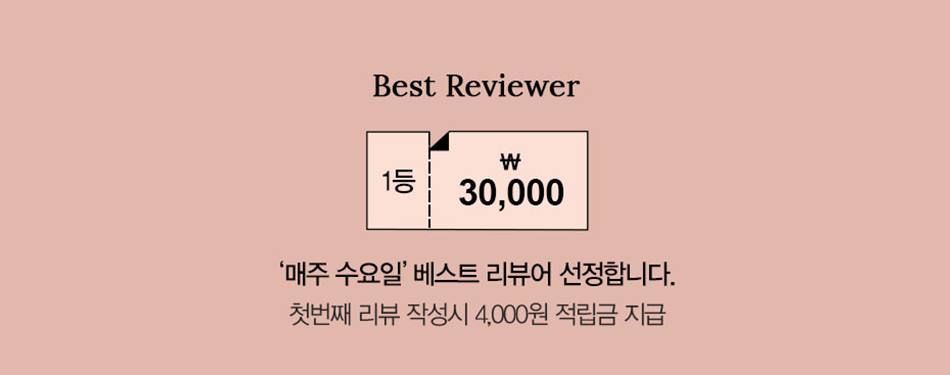 Best Reviewer
1등
₩
30,000
‘매주 수요일’ 베스트 리뷰어 선정합니다.
첫번째 리뷰 작성시 4,000원 적립금 지급